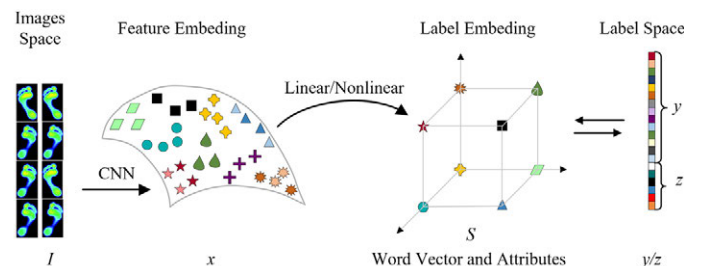 Images
Space
Feature Embeding
Label Embeding
Label Space
Linear/Nonlinear
CNN
y
z
S
I
x
Word Vector and Attributes
y/z